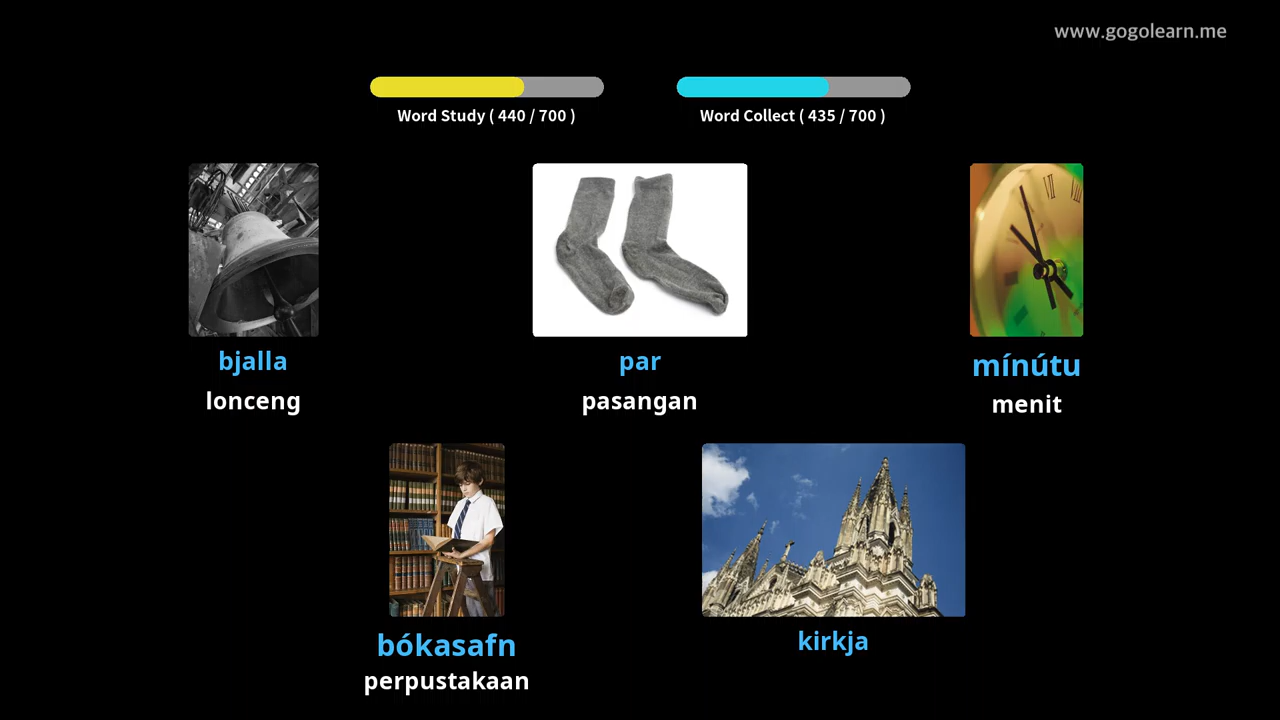 www.gogolearn.me
Word Study ( 440 / 700 )
Word Collect ( 435 / 700 )
bjalla
lonceng
par
pasangan
mínútu
menit
bókasafn
perpustakaan
kirkja